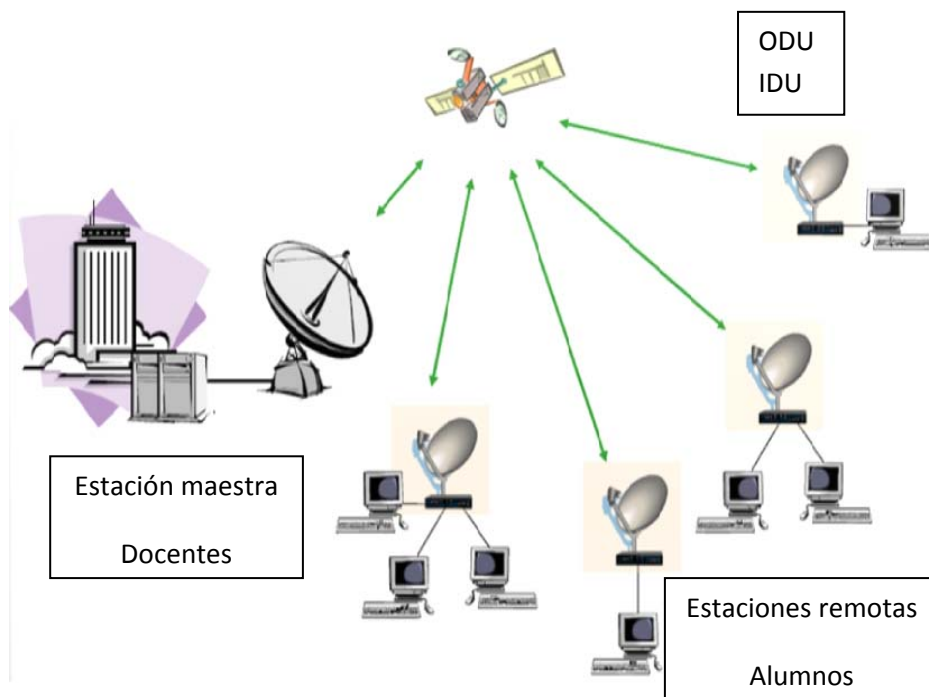 ODU
IDU
Estación maestra
Docentes
Estaciones remotas
Alumnos